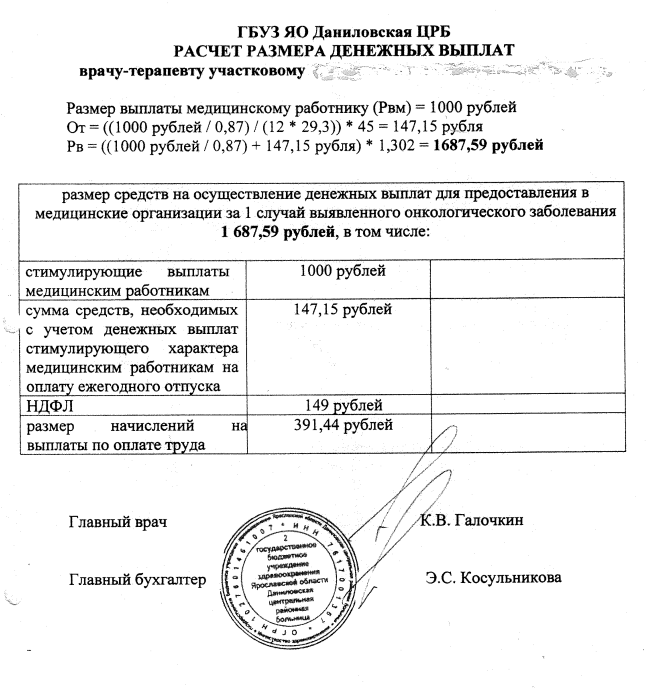 ГБУЗ ЯО Даниловская ЦРБ
РАСЧЕТ РАЗМЕРА ДЕНЕЖНЫХ ВЫПЛАТ
врачу-терапевту участковому
Размер выплаты медицинскому работнику (Рвм) = 1000 рублей
От = ((1000 рублей / 0,87) / (12 * 29,3)) * 45 = 147,15 рубля
Рв = ((1000 рублей / 0,87) + 147,15 рубля) * 1,302 = 1687,59 рублей
размер средств на осуществление денежных выплат для предоставления в
медицинские организации за 1 случай выявленного онкологического заболевания
1 687,59 рублей, в том числе:
стимулирующие выплаты
медицинским работникам
1000 рублей
сумма средств, необходимых
с учетом денежных выплат
стимулирующего характера
медицинским работникам на
оплату ежегодного отпуска
147,15 рублей
НДФЛ
149 рублей
размер начислений на
выплаты по оплате труда
391,44 рублей
Главный врач
К.В. Галочкин
Главный бухгалтер
Э.С. Косульникова
2
государственное
бюджетное
учреждение
здравоохранения
Ярославской области
Даниловская
центральная
районная
больница